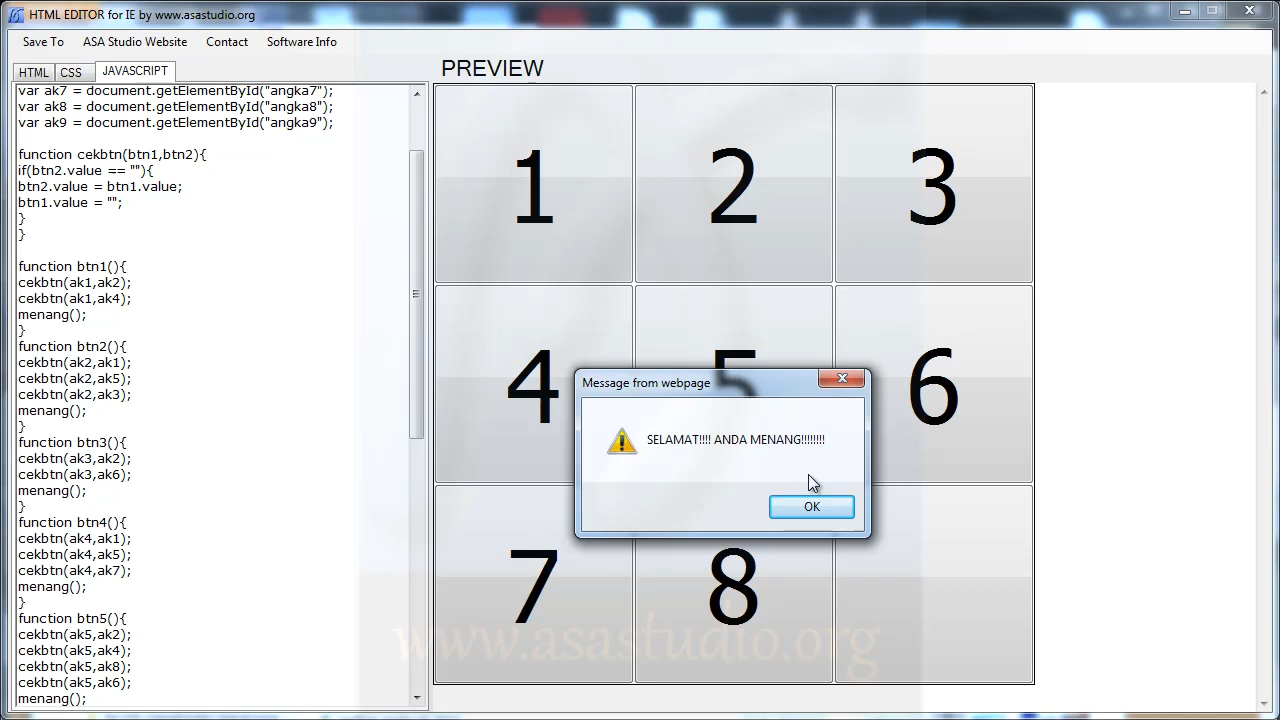 HTML EDITOR for IE by www.asastudio.org
Save To ASA Studio Website Contact Software Info
HTML CSS JAVASCRIPT
PREVIEW
var ak7 = document.getElementById("angka7");
var ak8 = document.getElementById("angka8");
var ak9 = document.getElementById("angka9");
function cekbtn(btn1,btn2){
if(btn2.value == ""){
btn2.value = btn1.value;
btn1.value = "";
}
}
function btn1(){
cekbtn(ak1,ak2);
cekbtn(ak1,ak4);
menang();
}
function btn2(){
cekbtn(ak2,ak1);
cekbtn(ak2,ak5);
cekbtn(ak2,ak3);
menang();
}
function btn3(){
cekbtn(ak3,ak2);
cekbtn(ak3,ak6);
menang();
}
function btn4(){
cekbtn(ak4,ak1);
cekbtn(ak4,ak5);
cekbtn(ak4,ak7);
menang();
}
function btn5(){
cekbtn(ak5,ak2);
cekbtn(ak5,ak4);
cekbtn(ak5,ak8);
cekbtn(ak5,ak6);
menang();
1 2 3
4 5 6
Message from webpage
SELAMAT!!!! ANDA MENANG!!!!!!!!
OK
7 8
www.asastudio.org